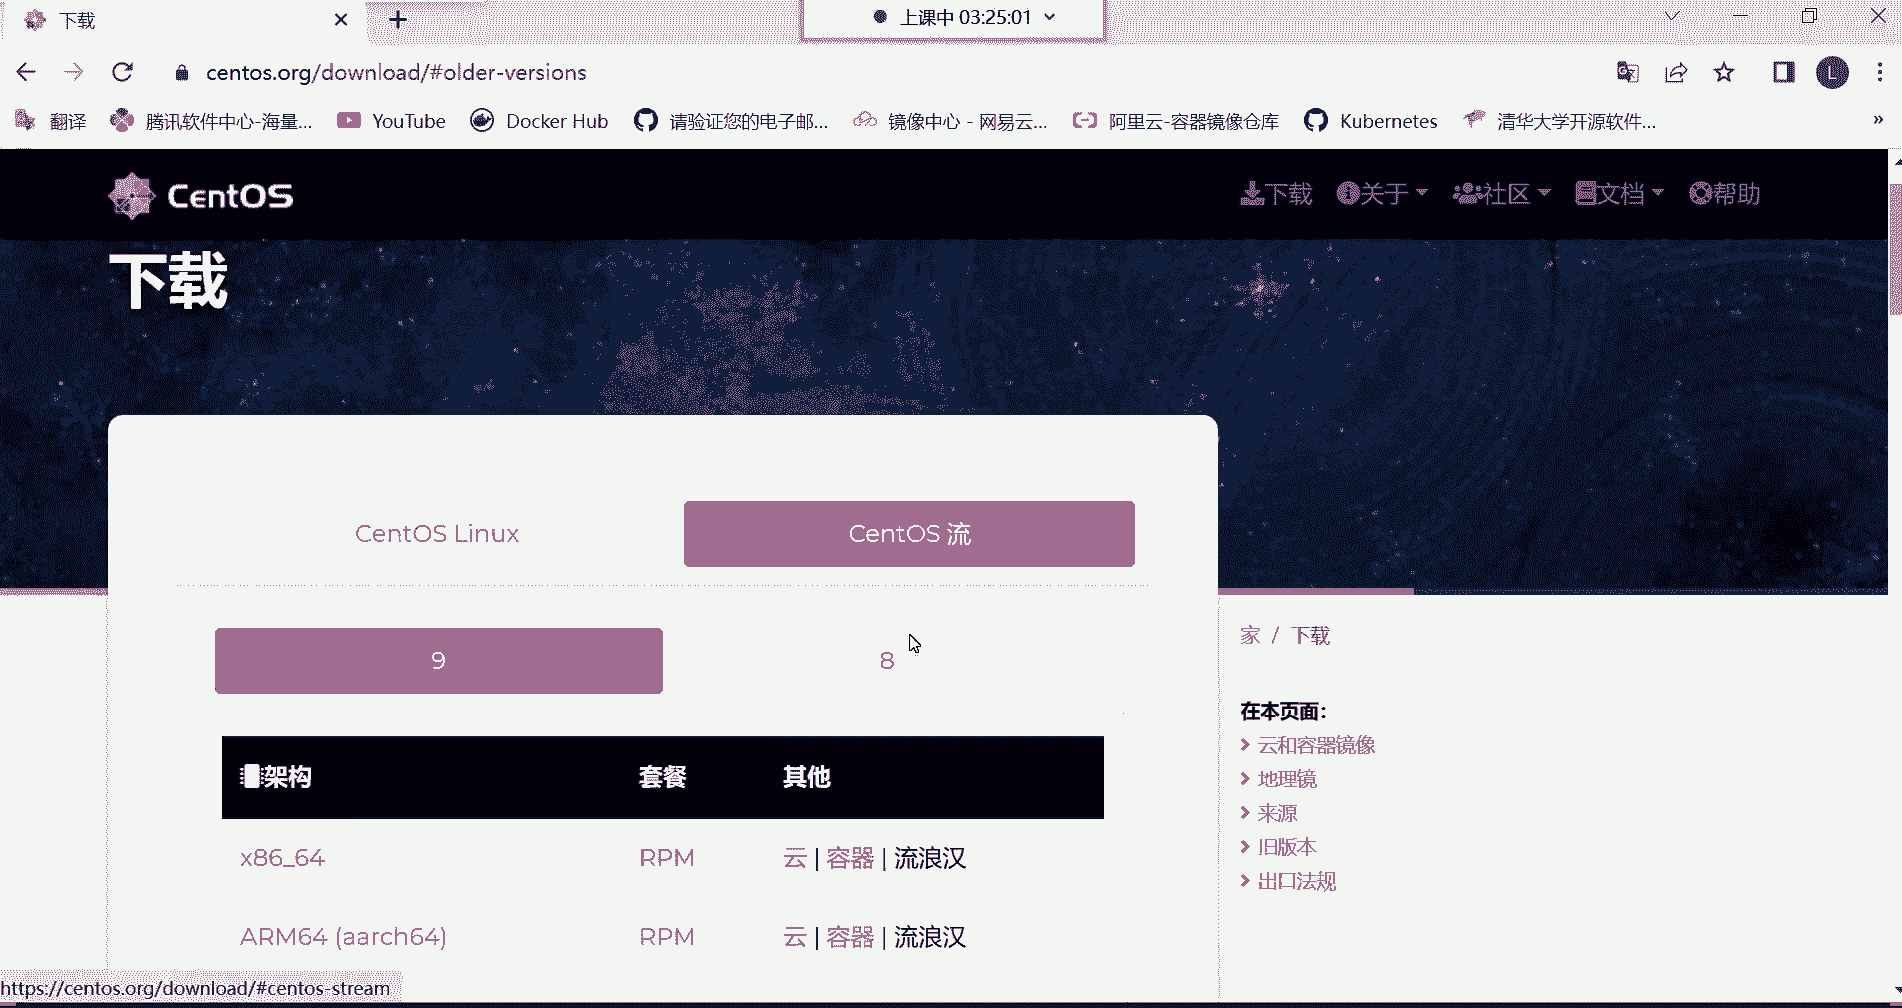 下载
上课中 03:25:01
centos.org/download/#older-versions
翻译 腾讯软件中心-海量... YouTube Docker Hub 请验证您的电子邮... 镜像中心 - 网易云... 阿里云-容器镜像仓库 Kubernetes 清华大学开源软件... »
CentOS 下载 关于 社区 文档 帮助
下载
CentOS Linux CentOS 流
9 8
架构 套餐 其他
x86_64 RPM 云 | 容器 | 流浪汉
ARM64 (aarch64) RPM 云 | 容器 | 流浪汉
家 / 下载
在本页面:
云和容器镜像
地理镜
来源
旧版本
出口法规
https://centos.org/download/#centos-stream